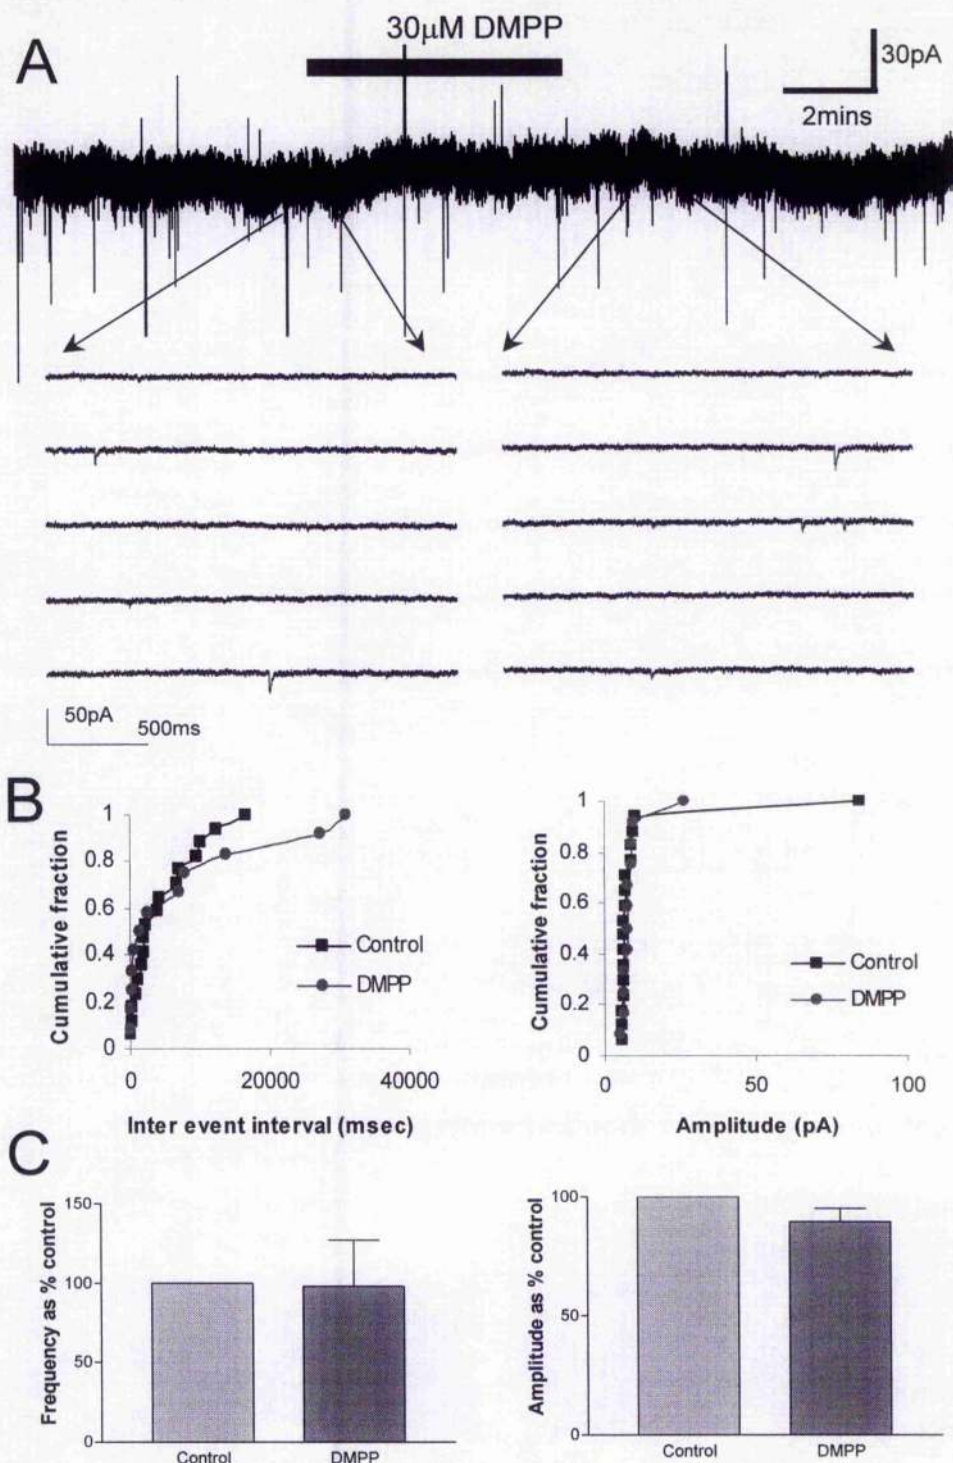 A
30μM DMPP
30pA
2mins
50pA
500ms
B
Cumulative fraction
1
0.8
0.6
0.4
0.2
0
Control
DMPP
0
20000
40000
Inter event interval (msec)
Cumulative fraction
1
0.8
0.6
0.4
0.2
0
Control
DMPP
0
50
100
Amplitude (pA)
C
Frequency as % control
150
100
50
0
Control
DMPP
Amplitude as % control
100
50
0
Control
DMPP